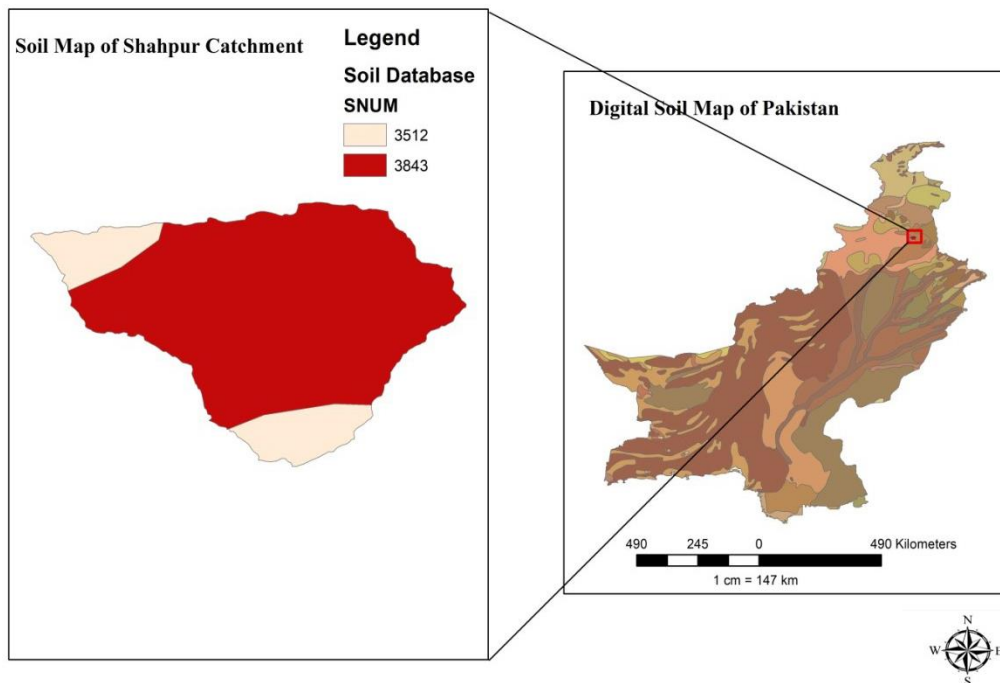 Soil Map of Shahpur Catchment
Legend
Soil Database
SNUM
3512
3843
Digital Soil Map of Pakistan
490 245 0 490 Kilometers
1 cm = 147 km
N
W E
S